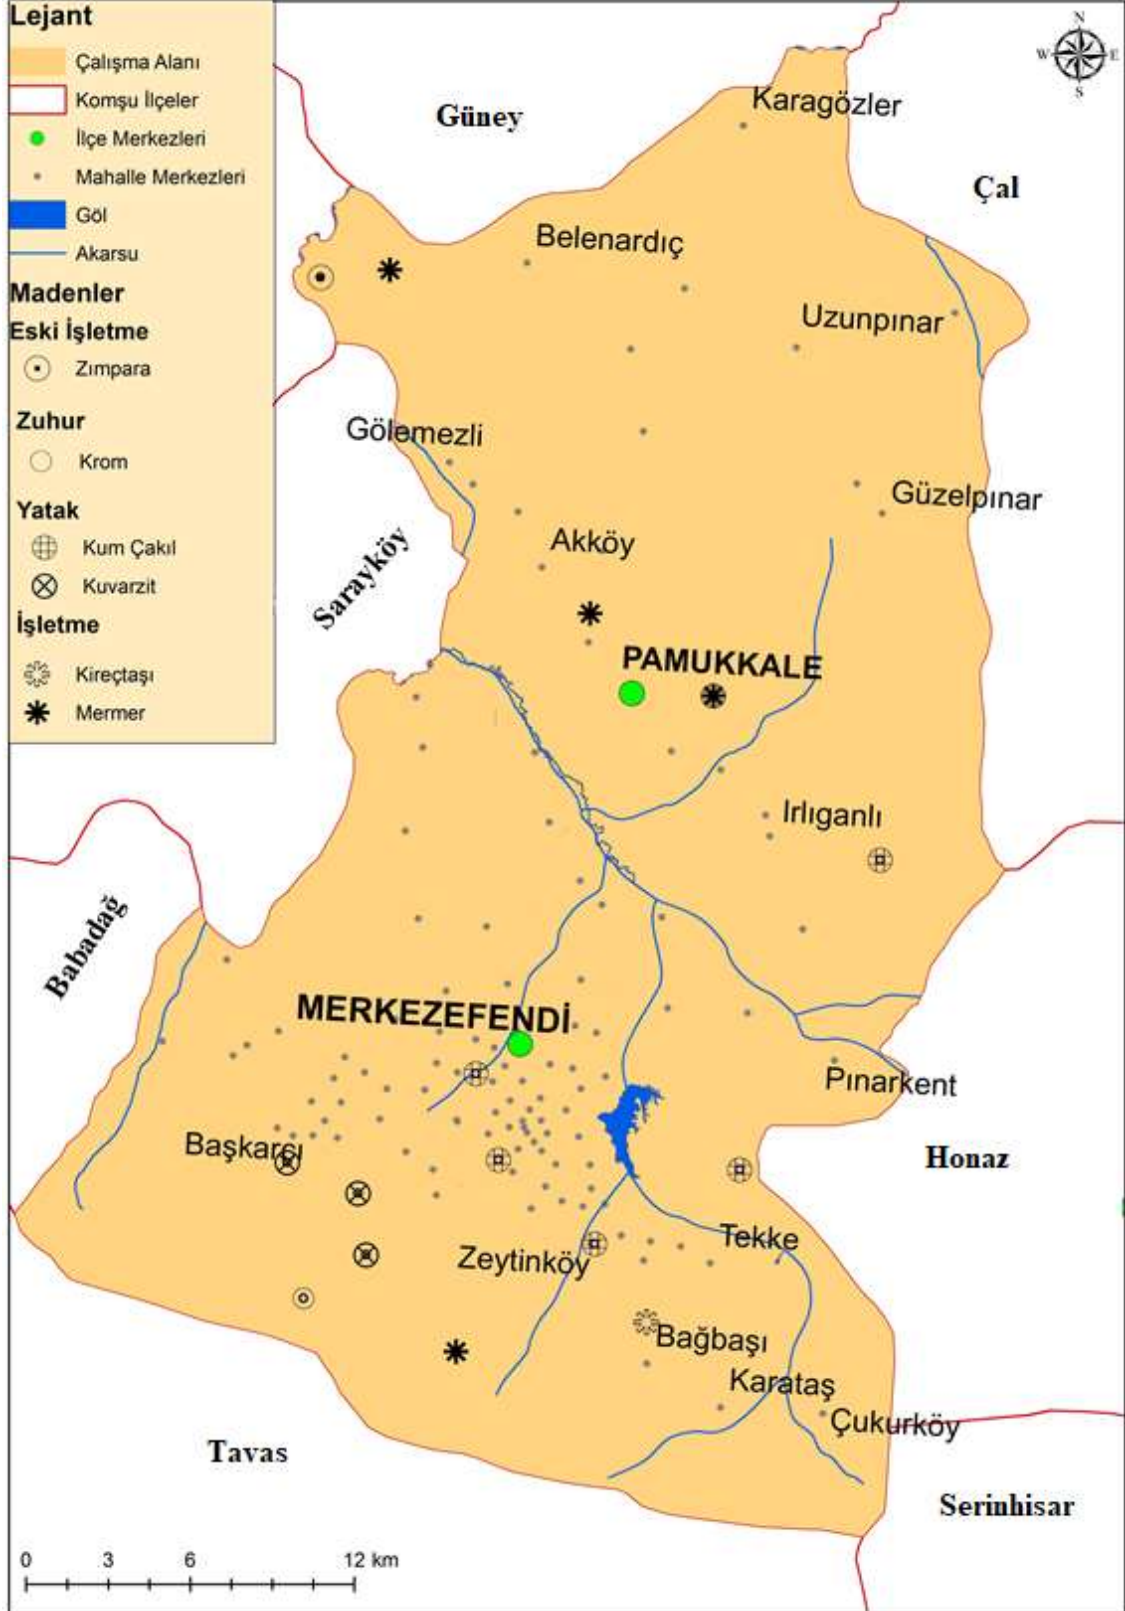 Lejant
Çalışma Alanı
Komşu İlçeler
İlçe Merkezleri
Mahalle Merkezleri
Göl
Akarsu
Madenler
Eski İşletme
Zımpara
Zuhur
Krom
Yatak
Kum Çakıl
Kuvarzit
İşletme
Kireçtaşı
Mermer
N
W E
S
Güney
Karagözler
Çal
Belenardıç
Uzunpınar
Gölemezli
Güzelpınar
Akköy
Sarayköy
PAMUKKALE
Irlıganlı
Babadağ
MERKEZEFENDİ
Pınarkent
Başkarcı
Honaz
Tekke
Zeytinköy
Bağbaşı
Karataş
Çukurköy
Tavas
Serinhisar
0 3 6 12 km